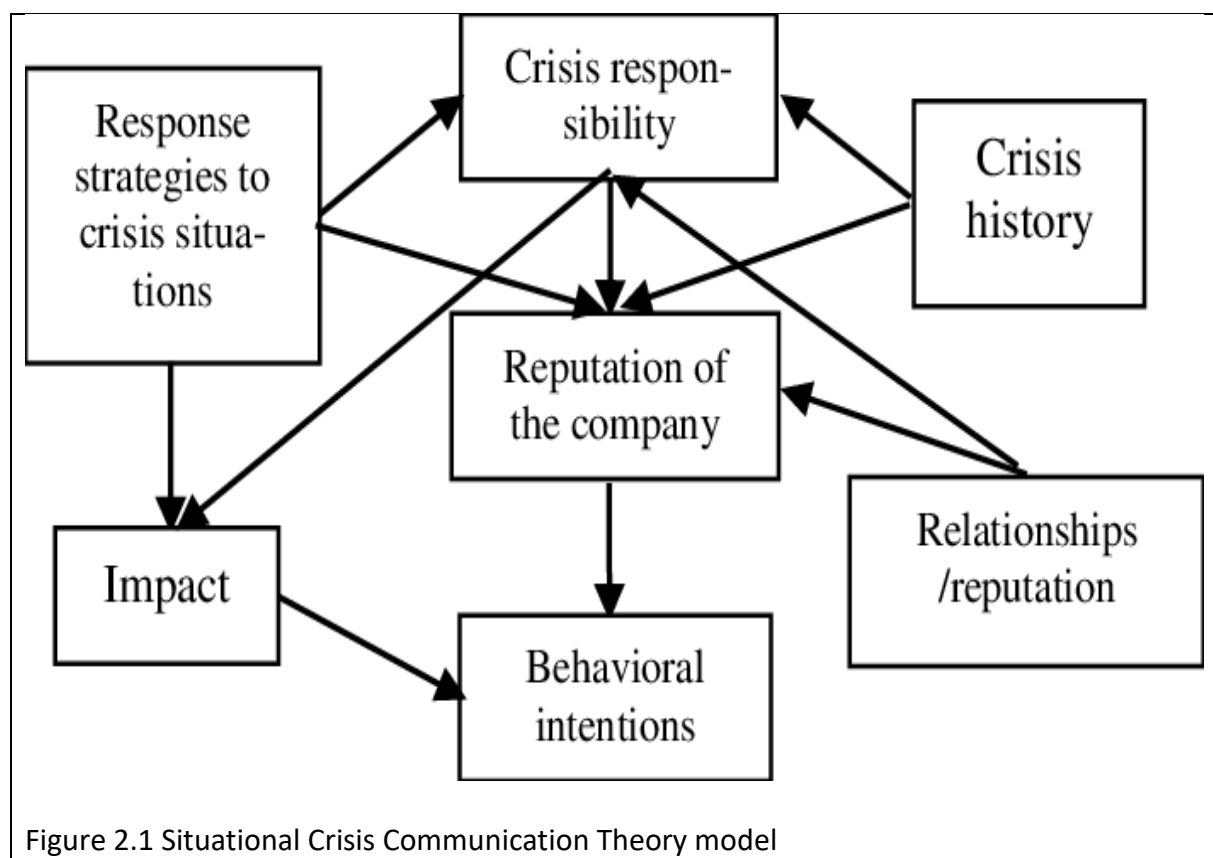 Crisis respon-
sibility
Response
strategies to
crisis situa-
tions
Crisis
history
Reputation of
the company
Relationships
/reputation
Impact
Behavioral
intentions
Figure 2.1 Situational Crisis Communication Theory model